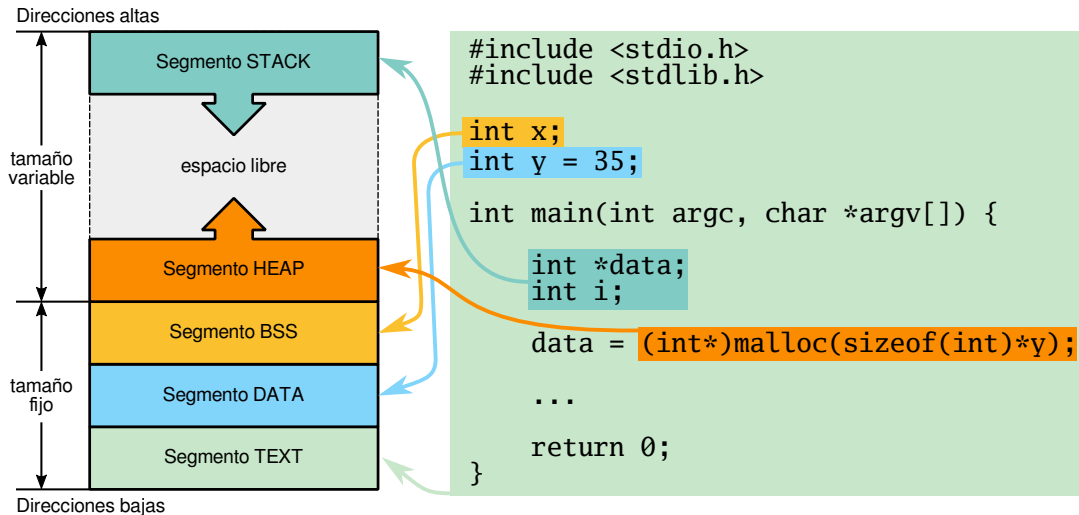 Direcciones altas
Segmento STACK
espacio libre
tamaño
variable
Segmento HEAP
Segmento BSS
tamaño
fijo
Segmento DATA
Segmento TEXT
Direcciones bajas
#include <stdio.h>
#include <stdlib.h>
int x;
int y = 35;
int main(int argc, char *argv[]) {
int *data;
int i;
data = (int*)malloc(sizeof(int)*y);
...
return 0;
}